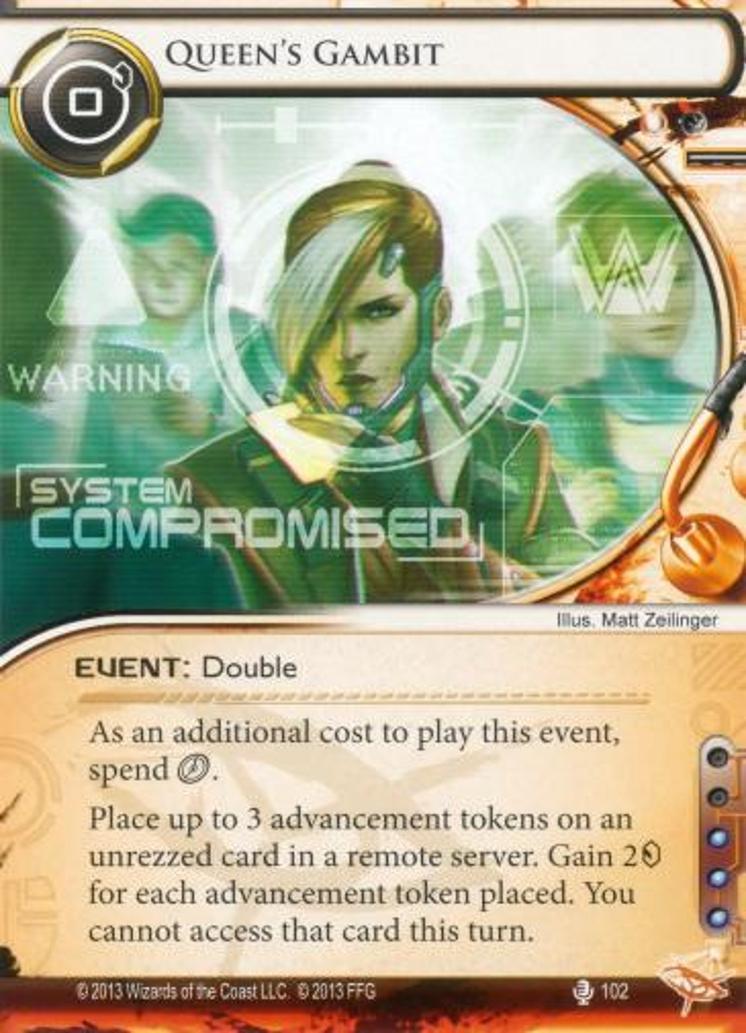 QUEEN'S GAMBIT
WARNING
SYSTEM
COMPROMISED
W
Illus. Matt Zeilinger
EVENT: Double
As an additional cost to play this event,
spend .
Place up to 3 advancement tokens on an
unrezzed card in a remote server. Gain 2
for each advancement token placed. You
cannot access that card this turn.
© 2013 Wizards of the Coast LLC. © 2013 FFG
102